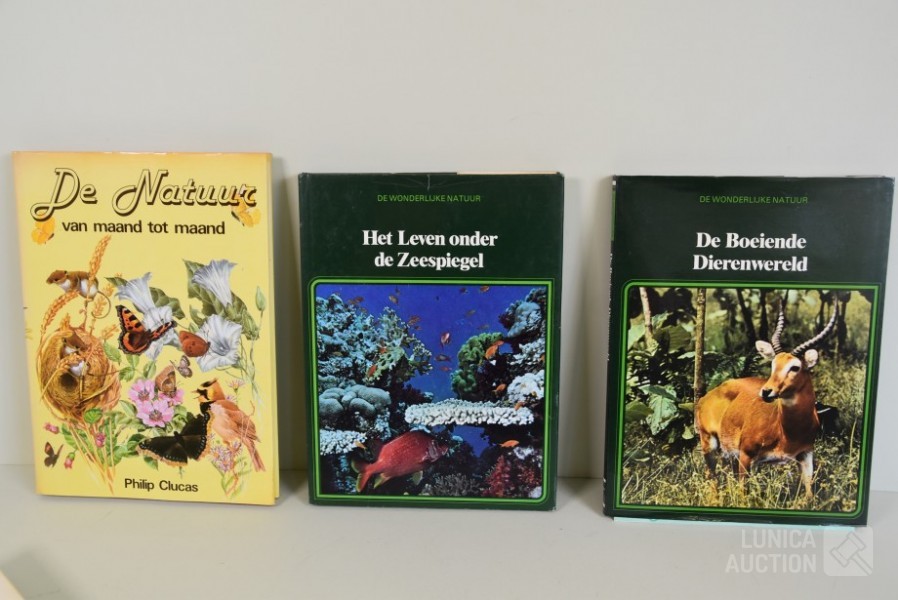 De Natuur
van maand tot maand
Philip Clucas
DE WONDERLIJKE NATUUR
Het Leven onder
de Zeespiegel
DE WONDERLIJKE NATUUR
De Boeiende
Dierenwereld
LUNICA
AUCTION